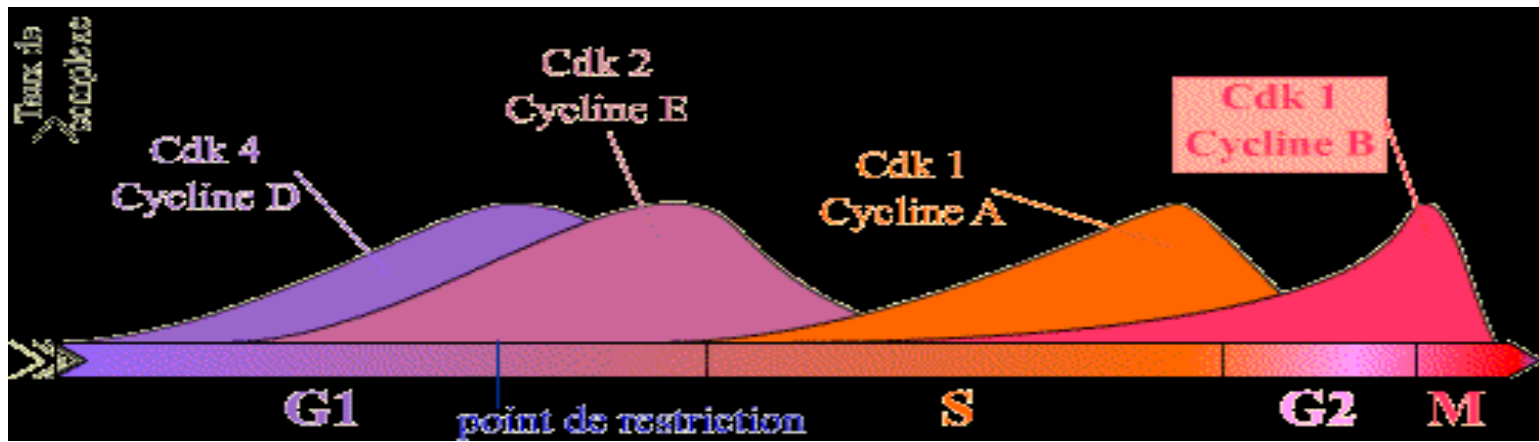 Taux de
complexe
Cdk 2
Cycline E
Cdk 1
Cycline B
Cdk 4
Cycline D
Cdk 1
Cycline A
G1
point de restriction
S
G2
M